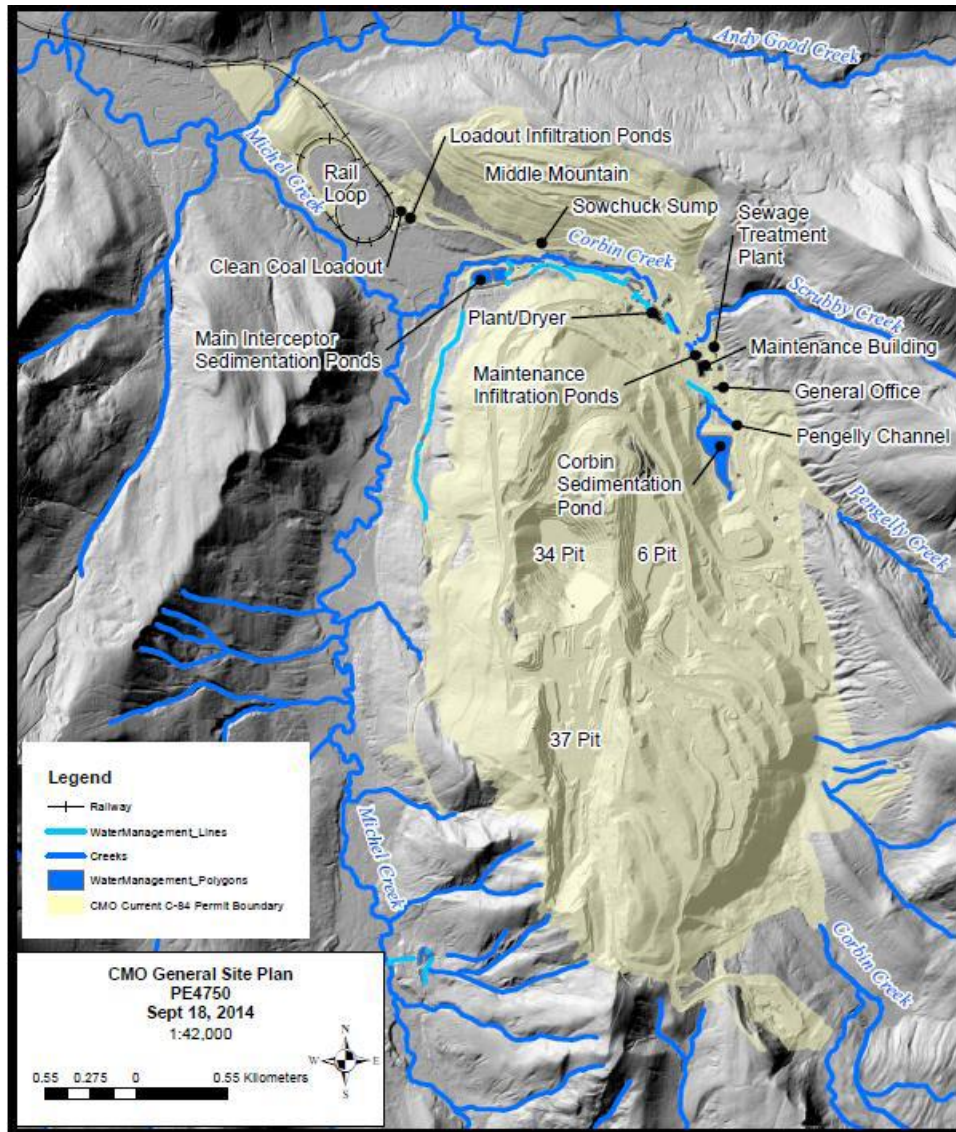 Andy Good Creek
Loadout Infiltration Ponds
Michel Creek
Rail
Loop
Middle Mountain
Sowchuck Sump
Sewage
Treatment
Plant
Corbin Creek
Clean Coal Loadout
Scrubby Creek
Plant/Dryer
Main Interceptor
Sedimentation Ponds
Maintenance Building
Maintenance
Infiltration Ponds
General Office
Pengelly Channel
Corbin
Sedimentation
Pond
Pengelly Creek
34 Pit
6 Pit
37 Pit
Michel Creek
Corbin Creek
Legend
Railway
WaterManagement_Lines
Creeks
WaterManagement_Polygons
CMO Current C-84 Permit Boundary
CMO General Site Plan
PE4750
Sept 18, 2014
1:42,000
N
W E
S
0.55 0.275 0 0.55 Kilometers